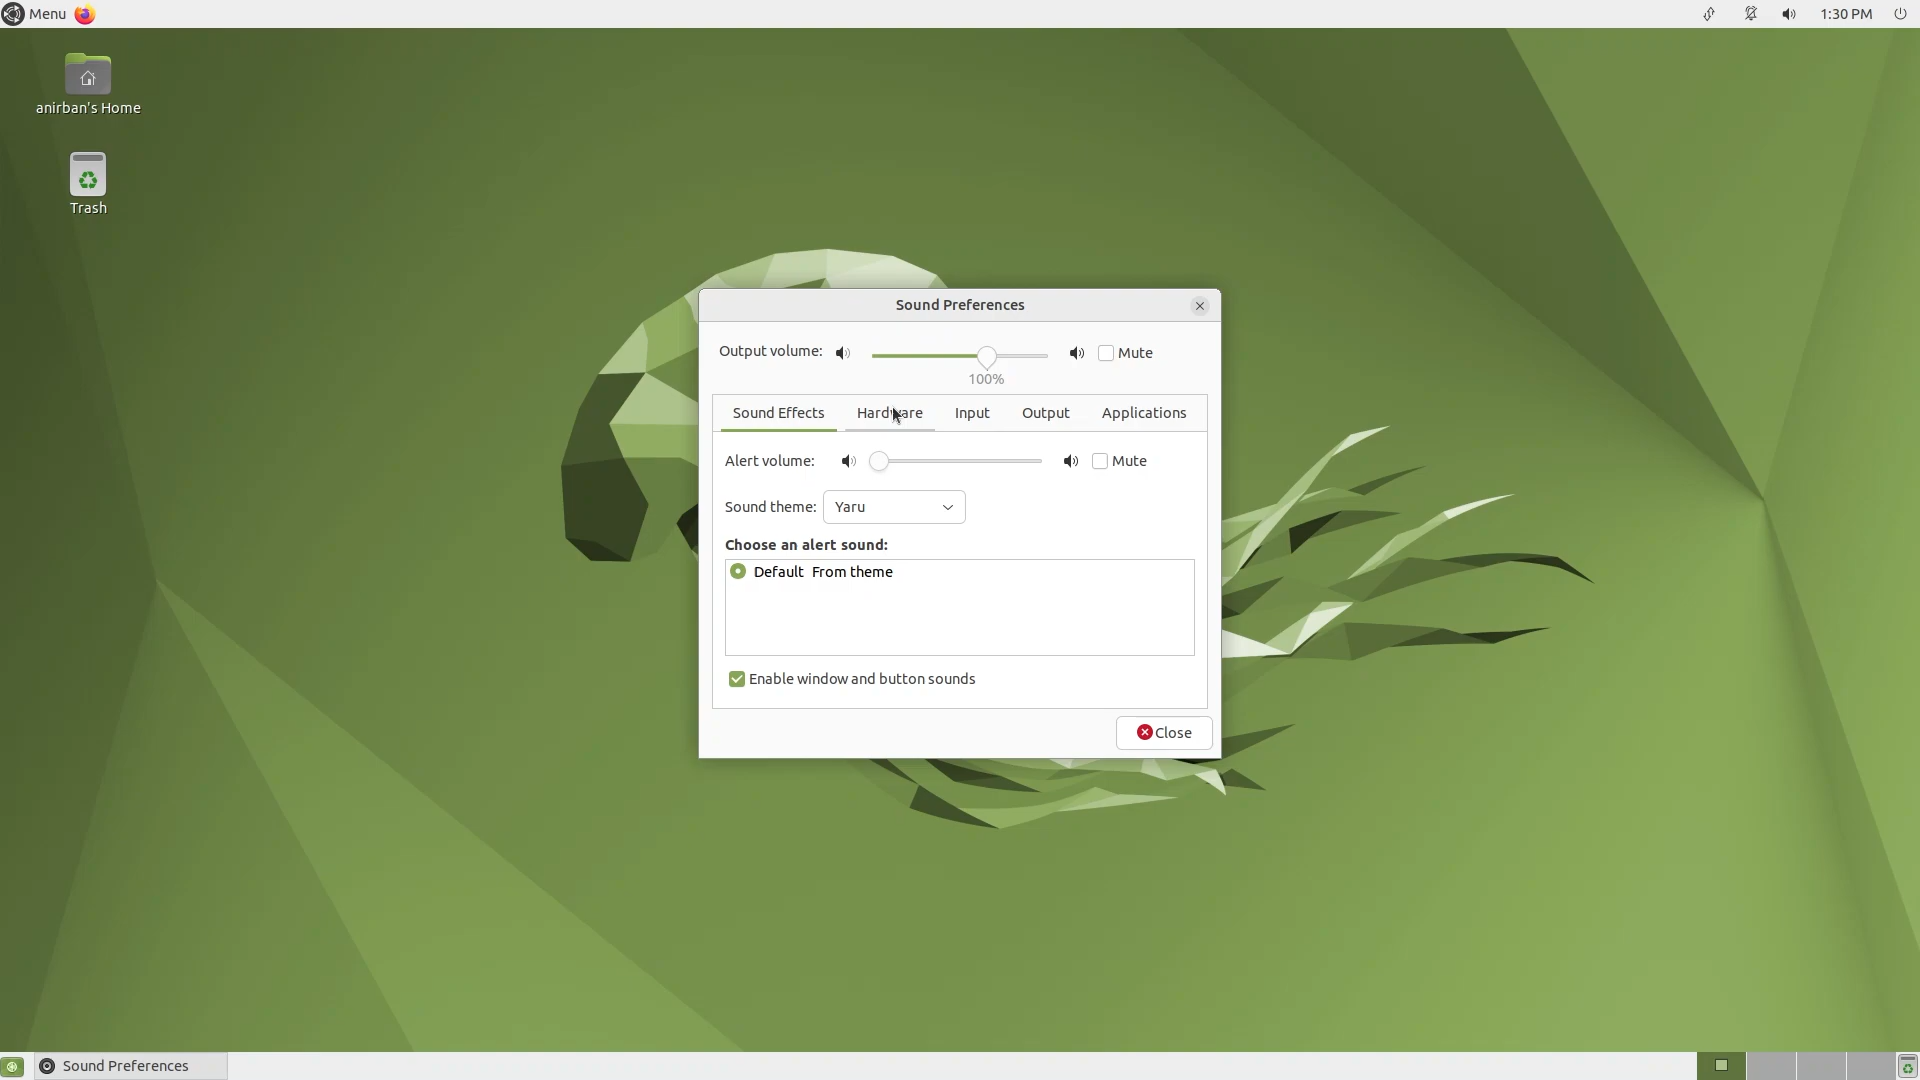 Menu
1:30 PM
anirban's Home
Trash
Sound Preferences
Output volume:
Mute
100%
Sound Effects Hardware Input Output Applications
Alert volume:
Mute
Sound theme: Yaru
Choose an alert sound:
Default From theme
Enable window and button sounds
Close
Sound Preferences